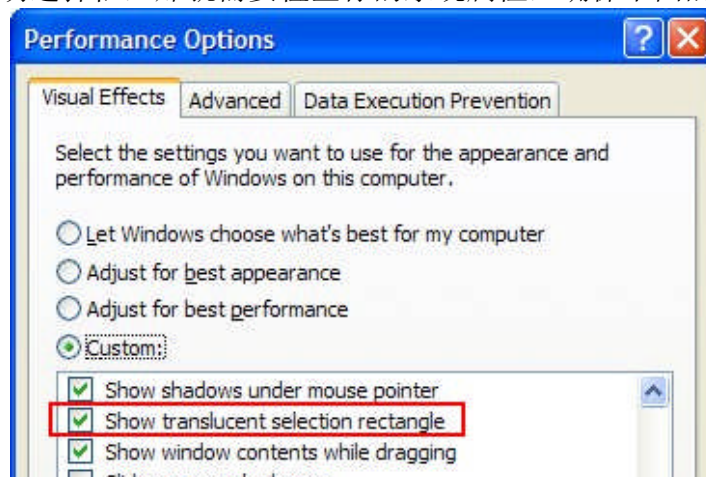 Performance Options
Visual Effects Advanced Data Execution Prevention
Select the settings you want to use for the appearance and
performance of Windows on this computer.
Let Windows choose what's best for my computer
Adjust for best appearance
Adjust for best performance
Custom:
Show shadows under mouse pointer
Show translucent selection rectangle
Show window contents while dragging